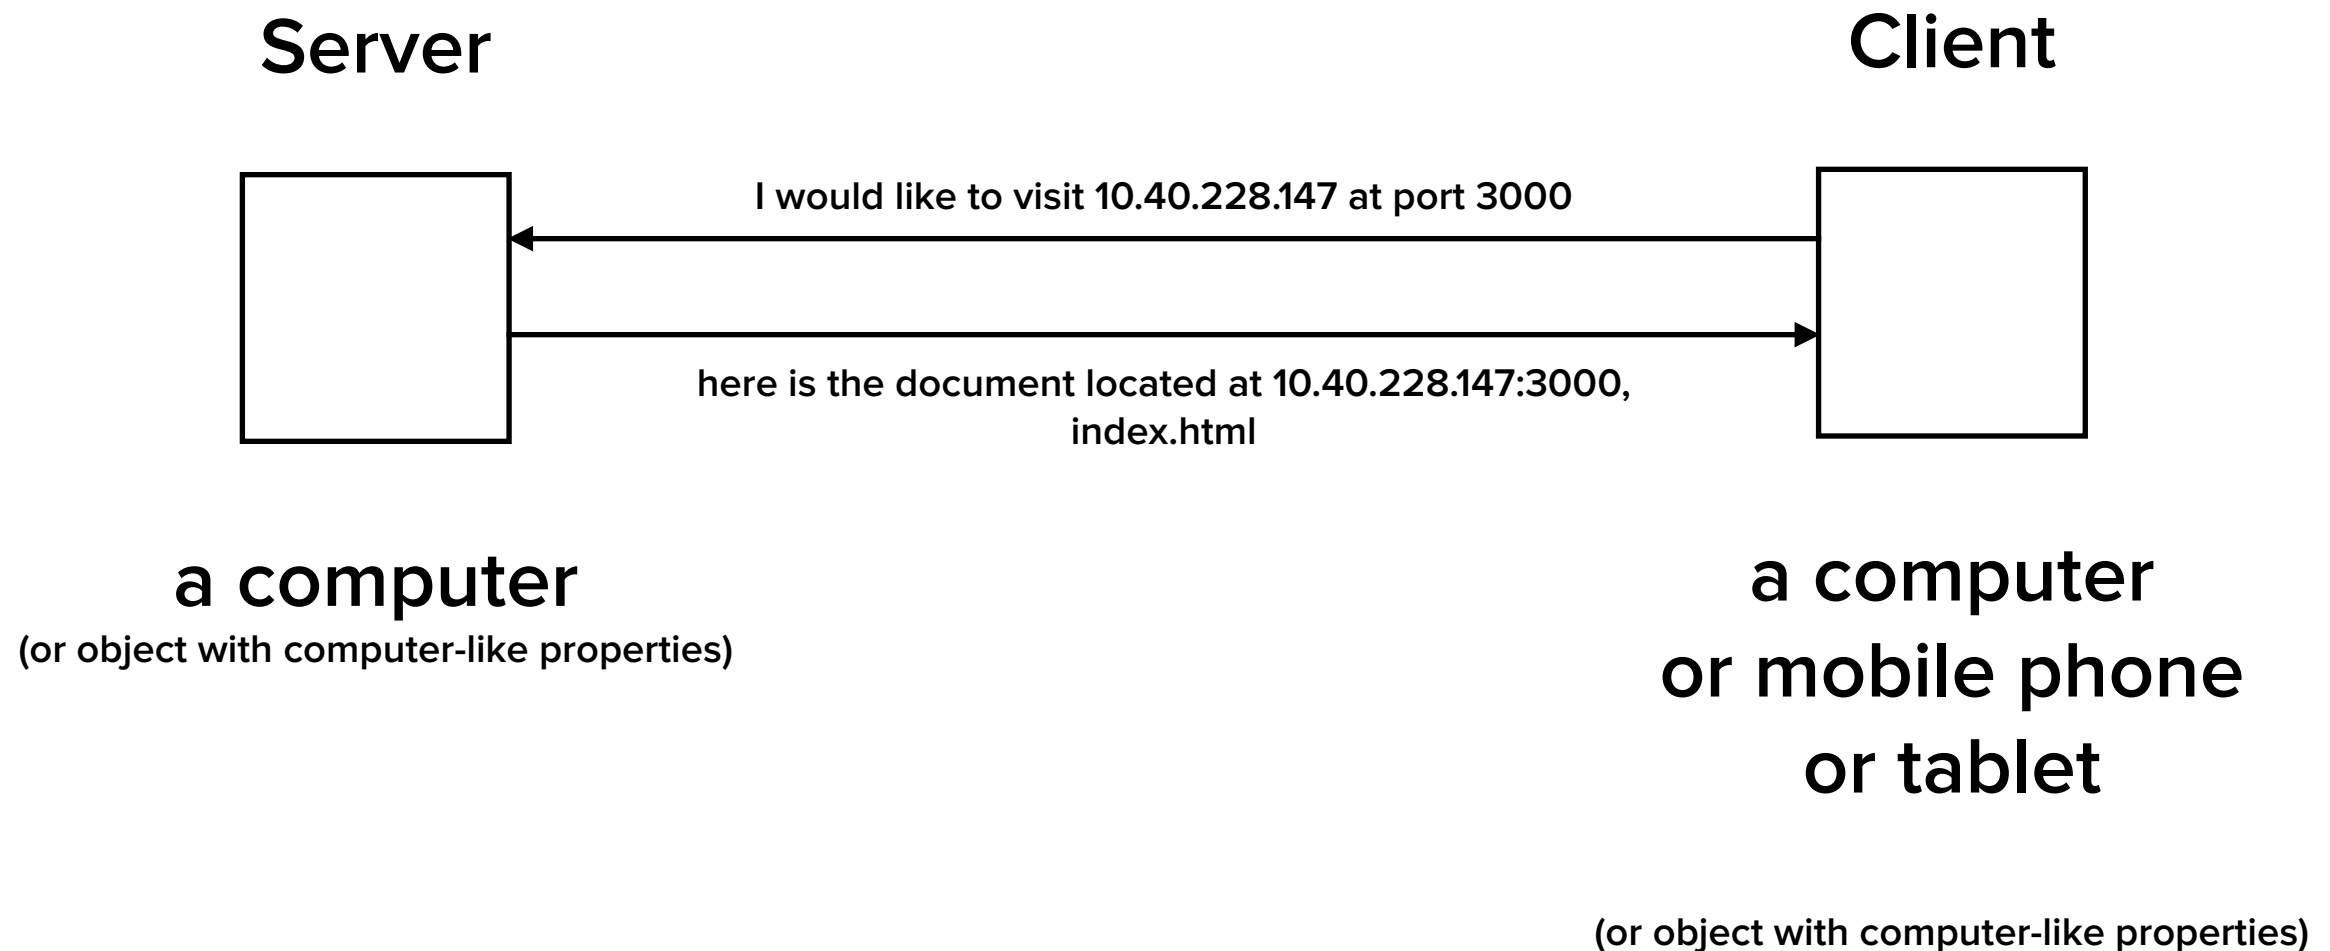 Server
Client
I would like to visit 10.40.228.147 at port 3000
here is the document located at 10.40.228.147:3000,
index.html
a computer
(or object with computer-like properties)
a computer
or mobile phone
or tablet
(or object with computer-like properties)